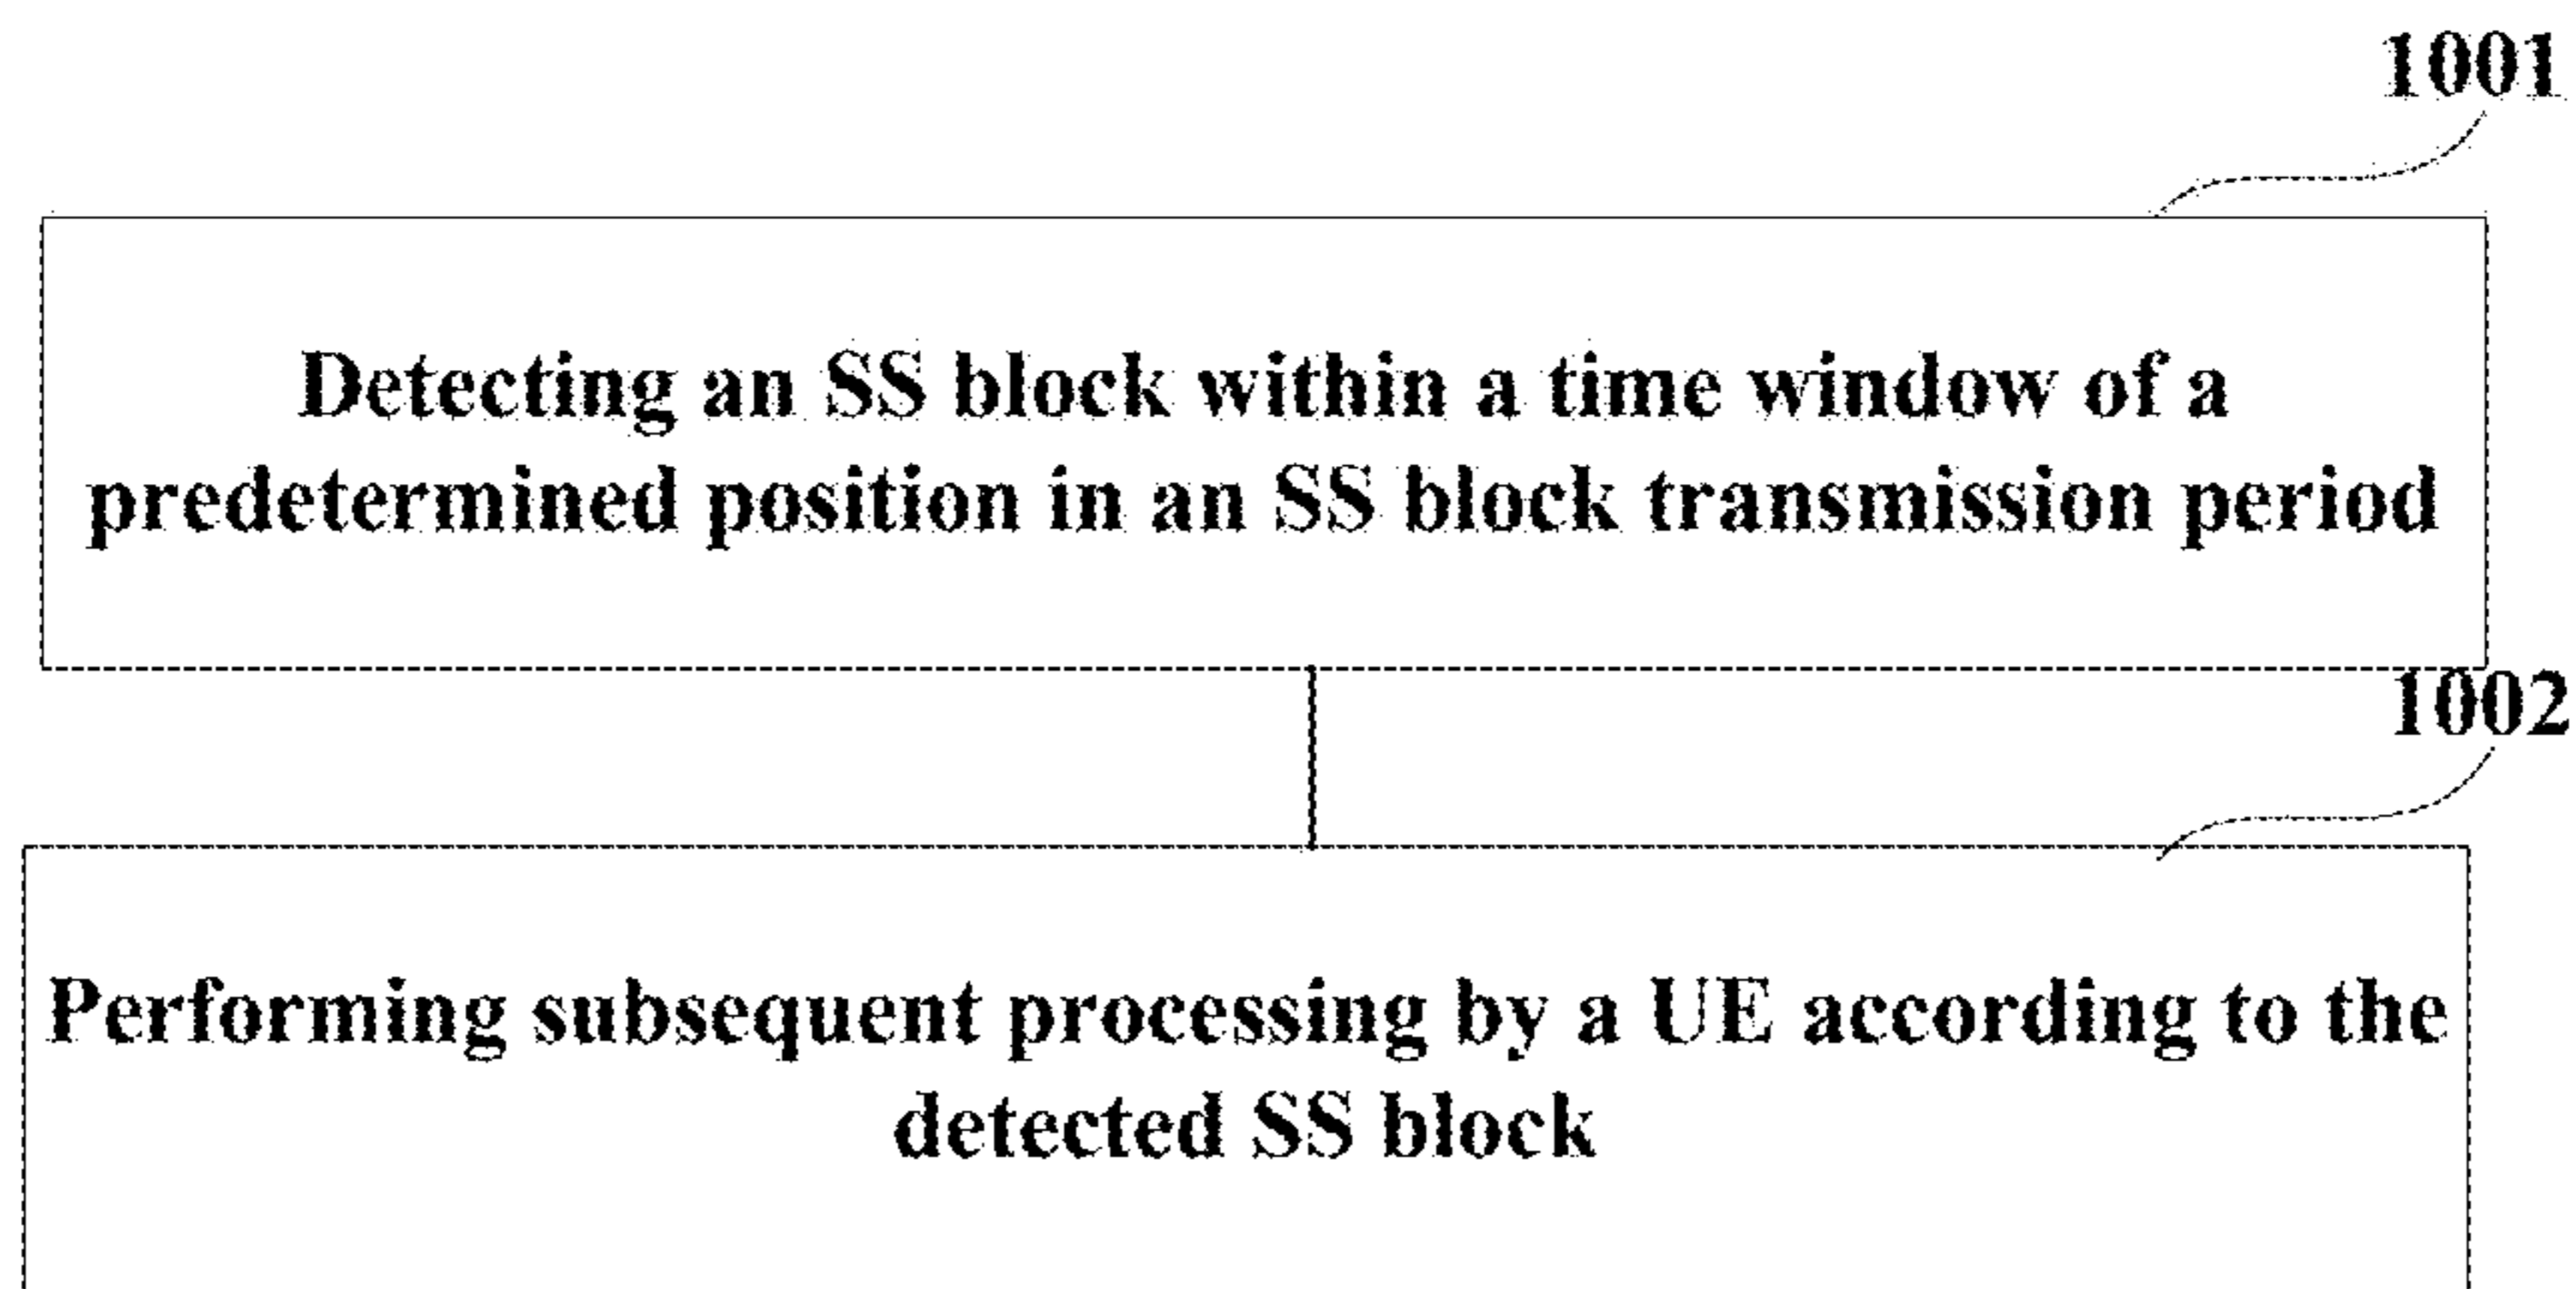 1001
Detecting an SS block within a time window of a
predetermined position in an SS block transmission period
1002
Performing subsequent processing by a UE according to the
detected SS block